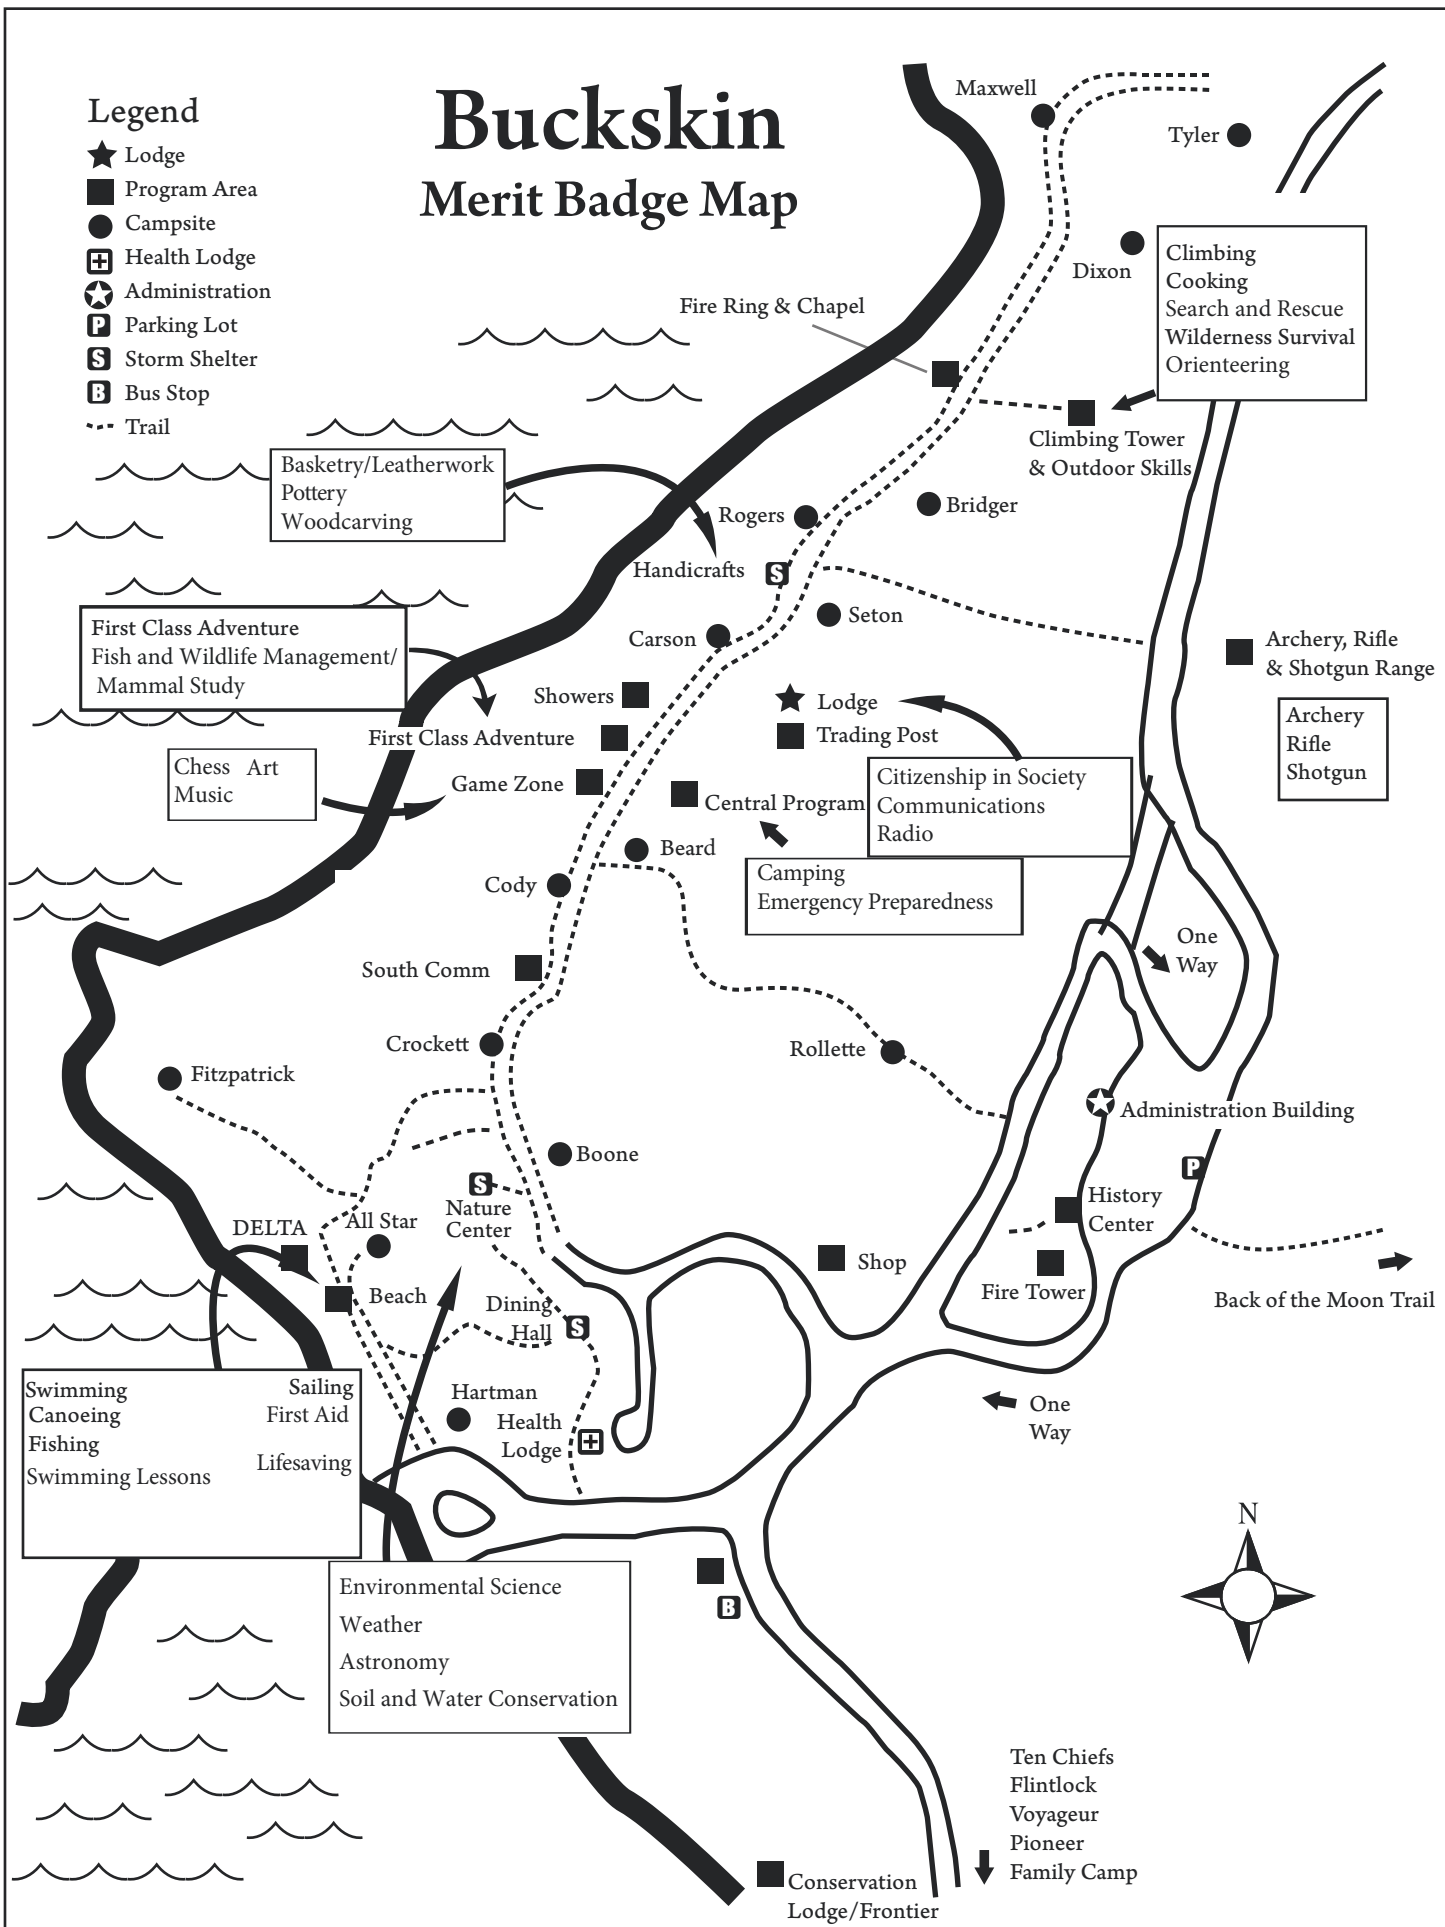 Buckskin
Merit Badge Map
Legend
Lodge
Program Area
Campsite
Health Lodge
Administration
P Parking Lot
S Storm Shelter
B Bus Stop
Trail
Maxwell
Tyler
Dixon
Climbing
Cooking
Search and Rescue
Wilderness Survival
Orienteering
Fire Ring & Chapel
Climbing Tower
& Outdoor Skills
Basketry/Leatherwork
Pottery
Woodcarving
Rogers
Bridger
Handicrafts
S
Seton
Carson
First Class Adventure
Fish and Wildlife Management/
Mammal Study
Archery, Rifle
& Shotgun Range
Archery
Rifle
Shotgun
Showers
Lodge
First Class Adventure
Trading Post
Chess Art
Music
Game Zone
Central Program
Citizenship in Society
Communications
Radio
Beard
Camping
Emergency Preparedness
Cody
One
Way
South Comm
Crockett
Rollette
Fitzpatrick
Administration Building
Boone
P
S
Nature
Center
History
Center
DELTA
All Star
Shop
Fire Tower
Beach
Dining
Hall
S
Back of the Moon Trail
Swimming
Canoeing
Fishing
Swimming Lessons
Sailing
First Aid
Lifesaving
Hartman
Health
Lodge
One
Way
N
B
Environmental Science
Weather
Astronomy
Soil and Water Conservation
Ten Chiefs
Flintlock
Voyageur
Pioneer
Family Camp
Conservation
Lodge/Frontier